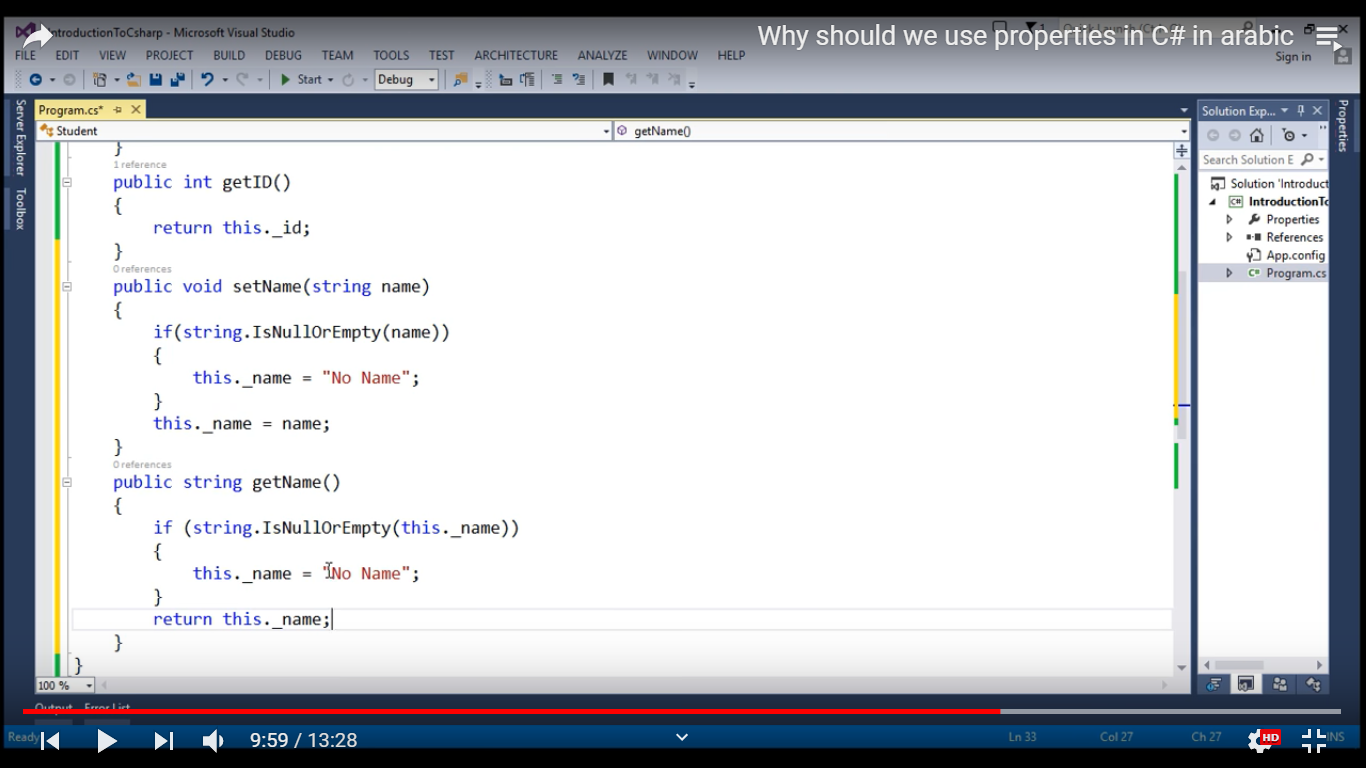 IntroductionToCsharp - Microsoft Visual Studio
Why should we use properties in C# in arabic
FILE EDIT VIEW PROJECT BUILD DEBUG TEAM TOOLS TEST ARCHITECTURE ANALYZE WINDOW HELP
Sign in
Start Debug
Server Explorer
Toolbox
Program.cs*
Student
getName()
}
1 reference
public int getID()
{
return this._id;
}
0 references
public void setName(string name)
{
if(string.IsNullOrEmpty(name))
{
this._name = "No Name";
}
this._name = name;
}
0 references
public string getName()
{
if (string.IsNullOrEmpty(this._name))
{
this._name = "No Name";
}
return this._name;
}
}
100 %
Solution Exp...
Properties
Search Solution E
Solution 'Introduct
C# IntroductionTo
Properties
References
App.config
C# Program.cs
Output Error List
Ready
Ln 33 Col 27 Ch 27 INS
9:59 / 13:28
HD